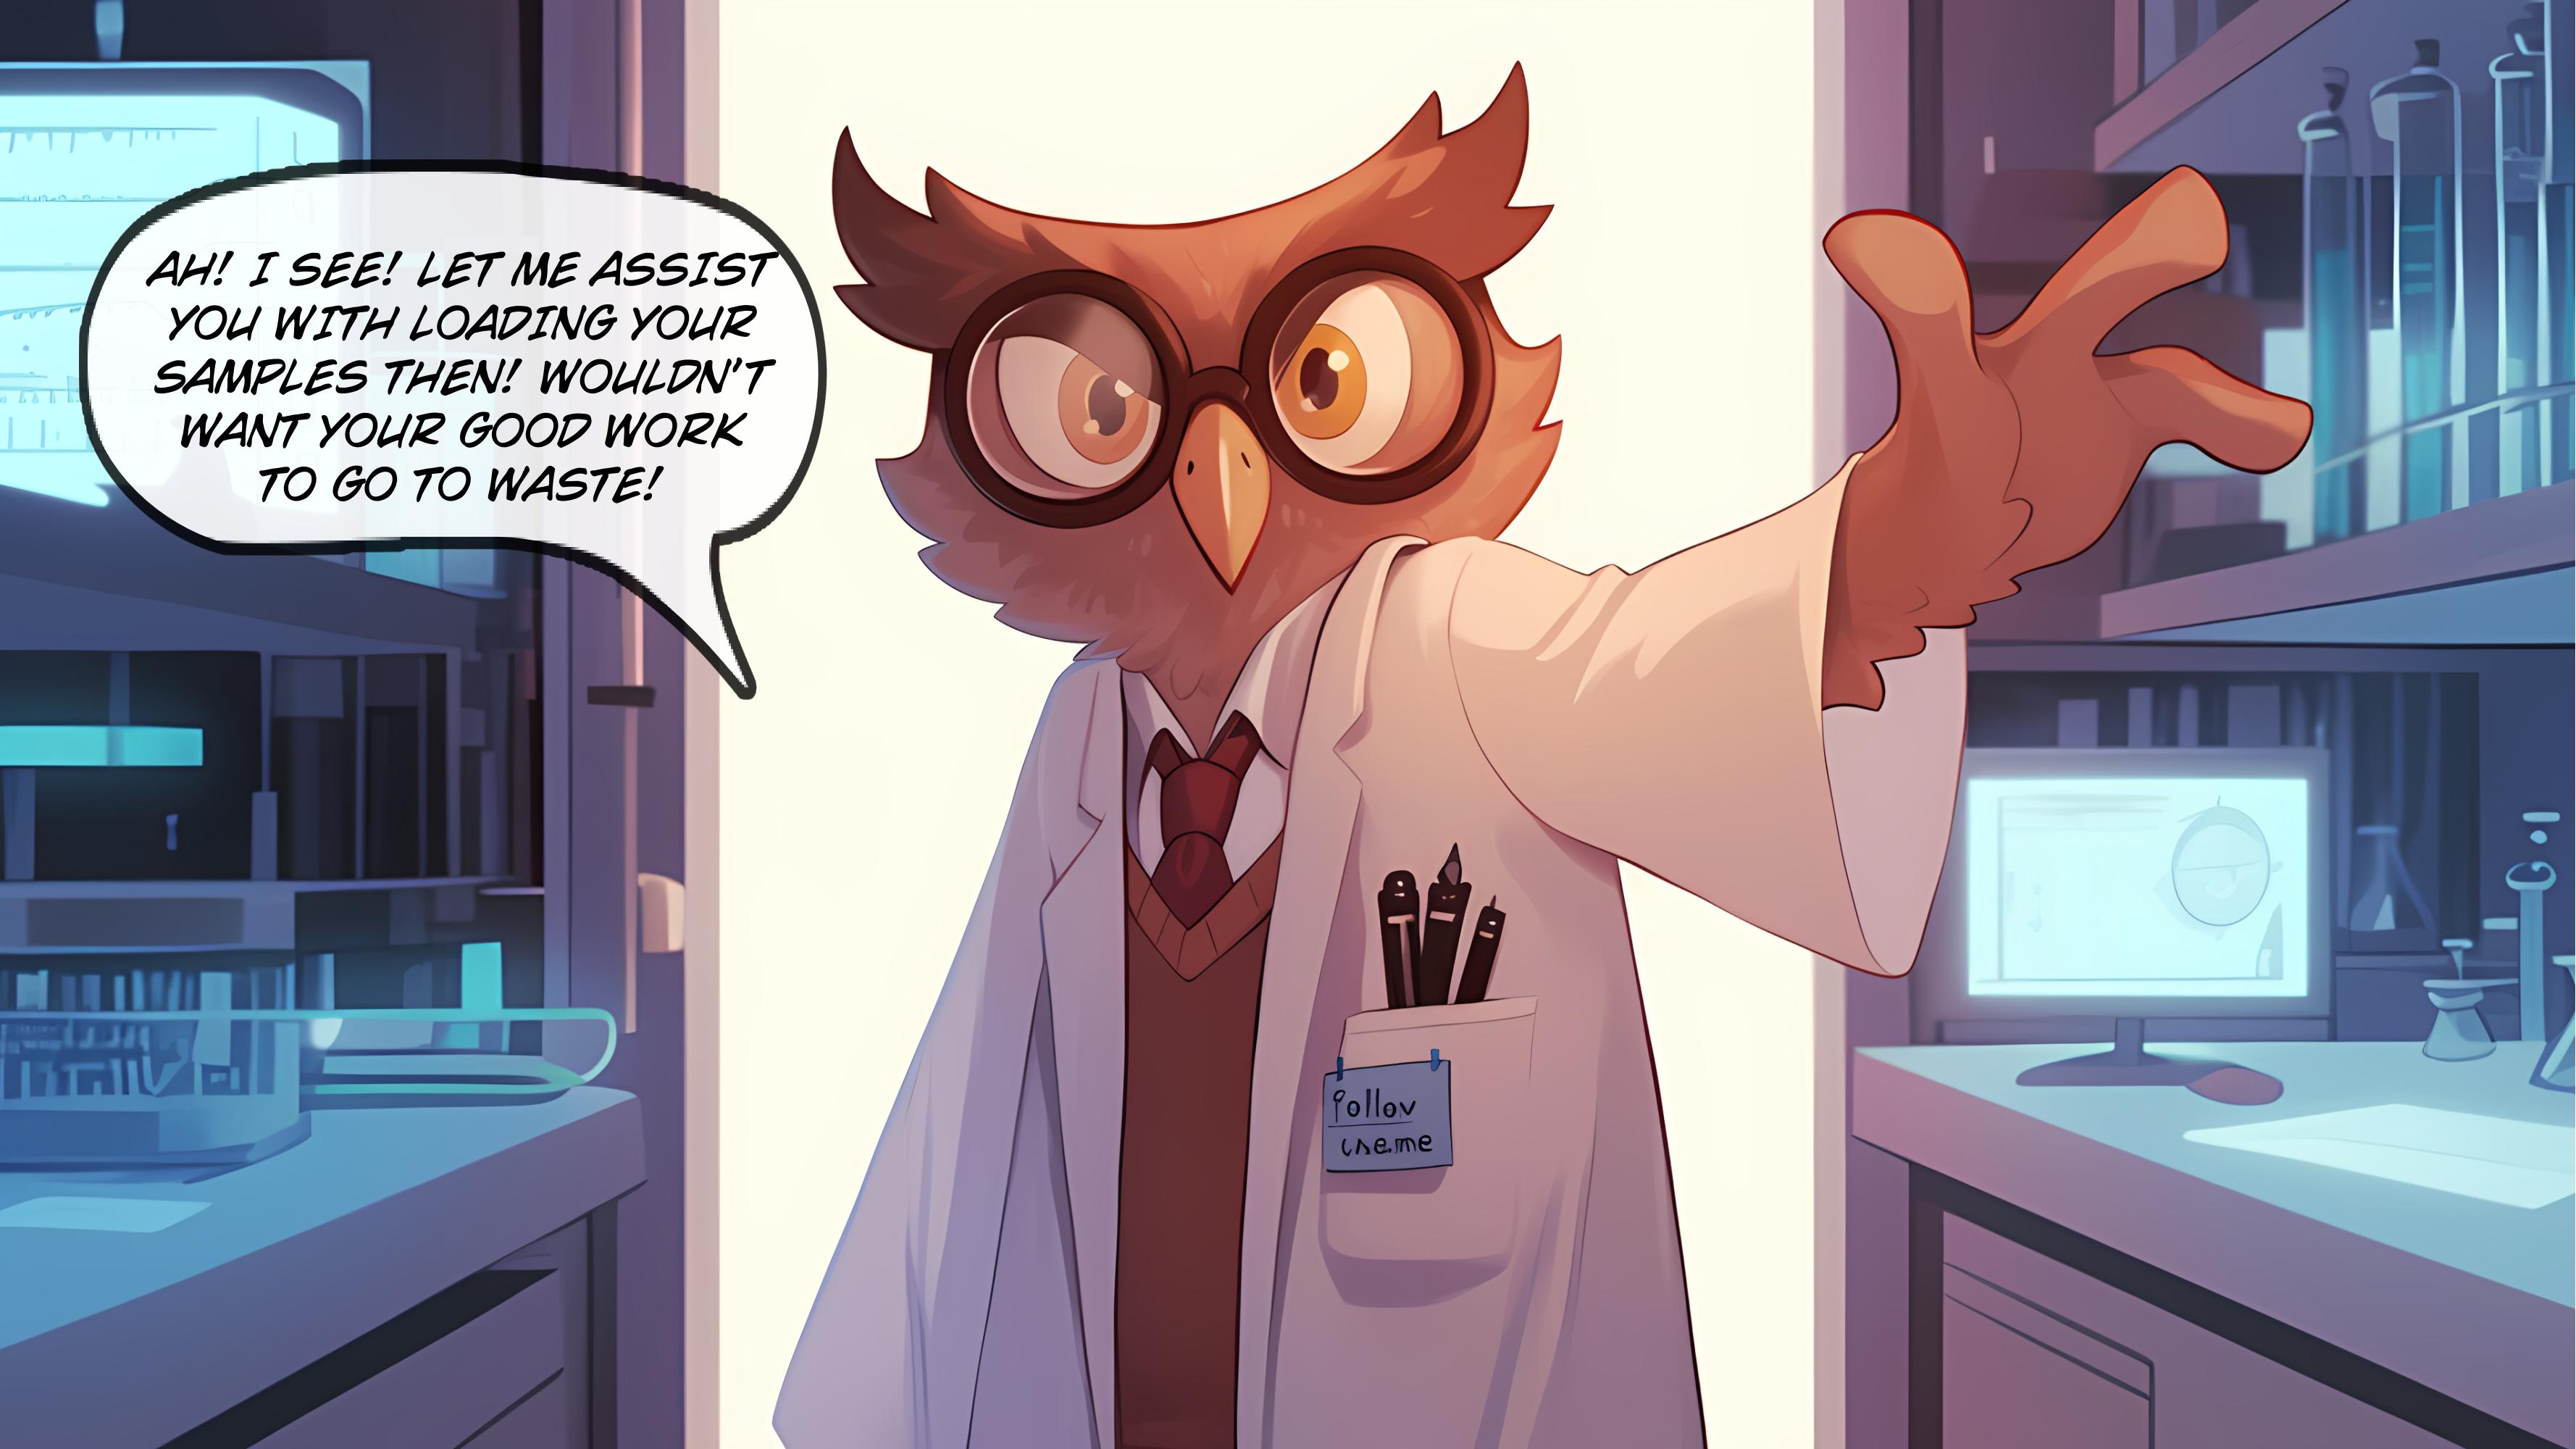 AH! I SEE! LET ME ASSIST
YOU WITH LOADING YOUR
SAMPLES THEN! WOULDN'T
WANT YOUR GOOD WORK
TO GO TO WASTE!